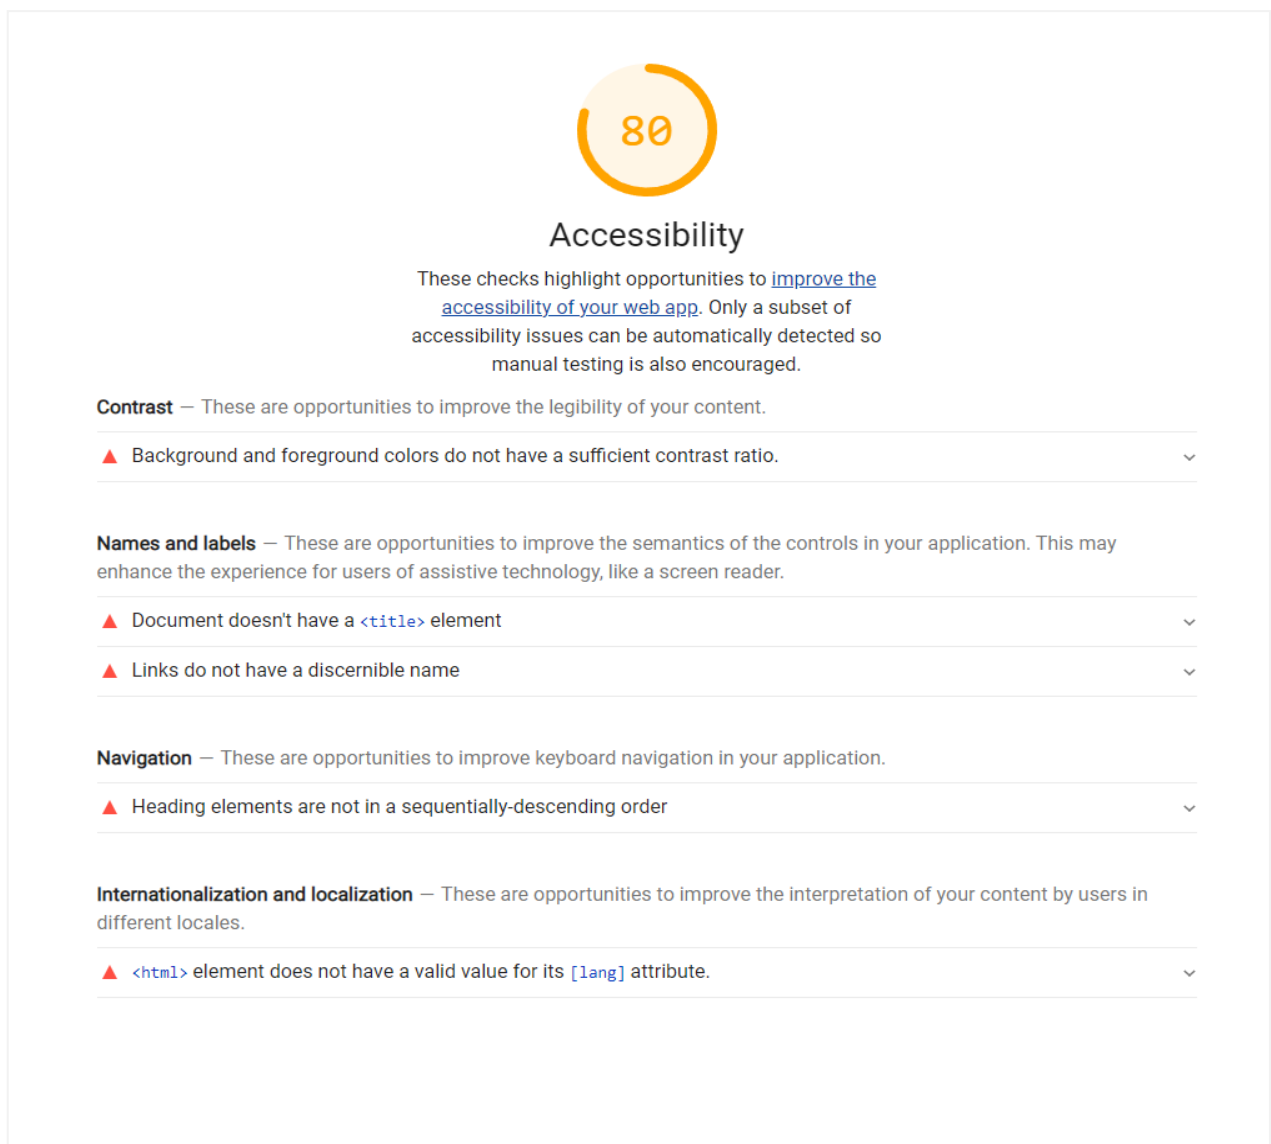 80
Accessibility
These checks highlight opportunities to improve the
accessibility of your web app. Only a subset of
accessibility issues can be automatically detected so
manual testing is also encouraged.
Contrast — These are opportunities to improve the legibility of your content.
Background and foreground colors do not have a sufficient contrast ratio.
Names and labels — These are opportunities to improve the semantics of the controls in your application. This may
enhance the experience for users of assistive technology, like a screen reader.
Document doesn't have a <title> element
Links do not have a discernible name
Navigation — These are opportunities to improve keyboard navigation in your application.
Heading elements are not in a sequentially-descending order
Internationalization and localization — These are opportunities to improve the interpretation of your content by users in
different locales.
<html> element does not have a valid value for its [lang] attribute.